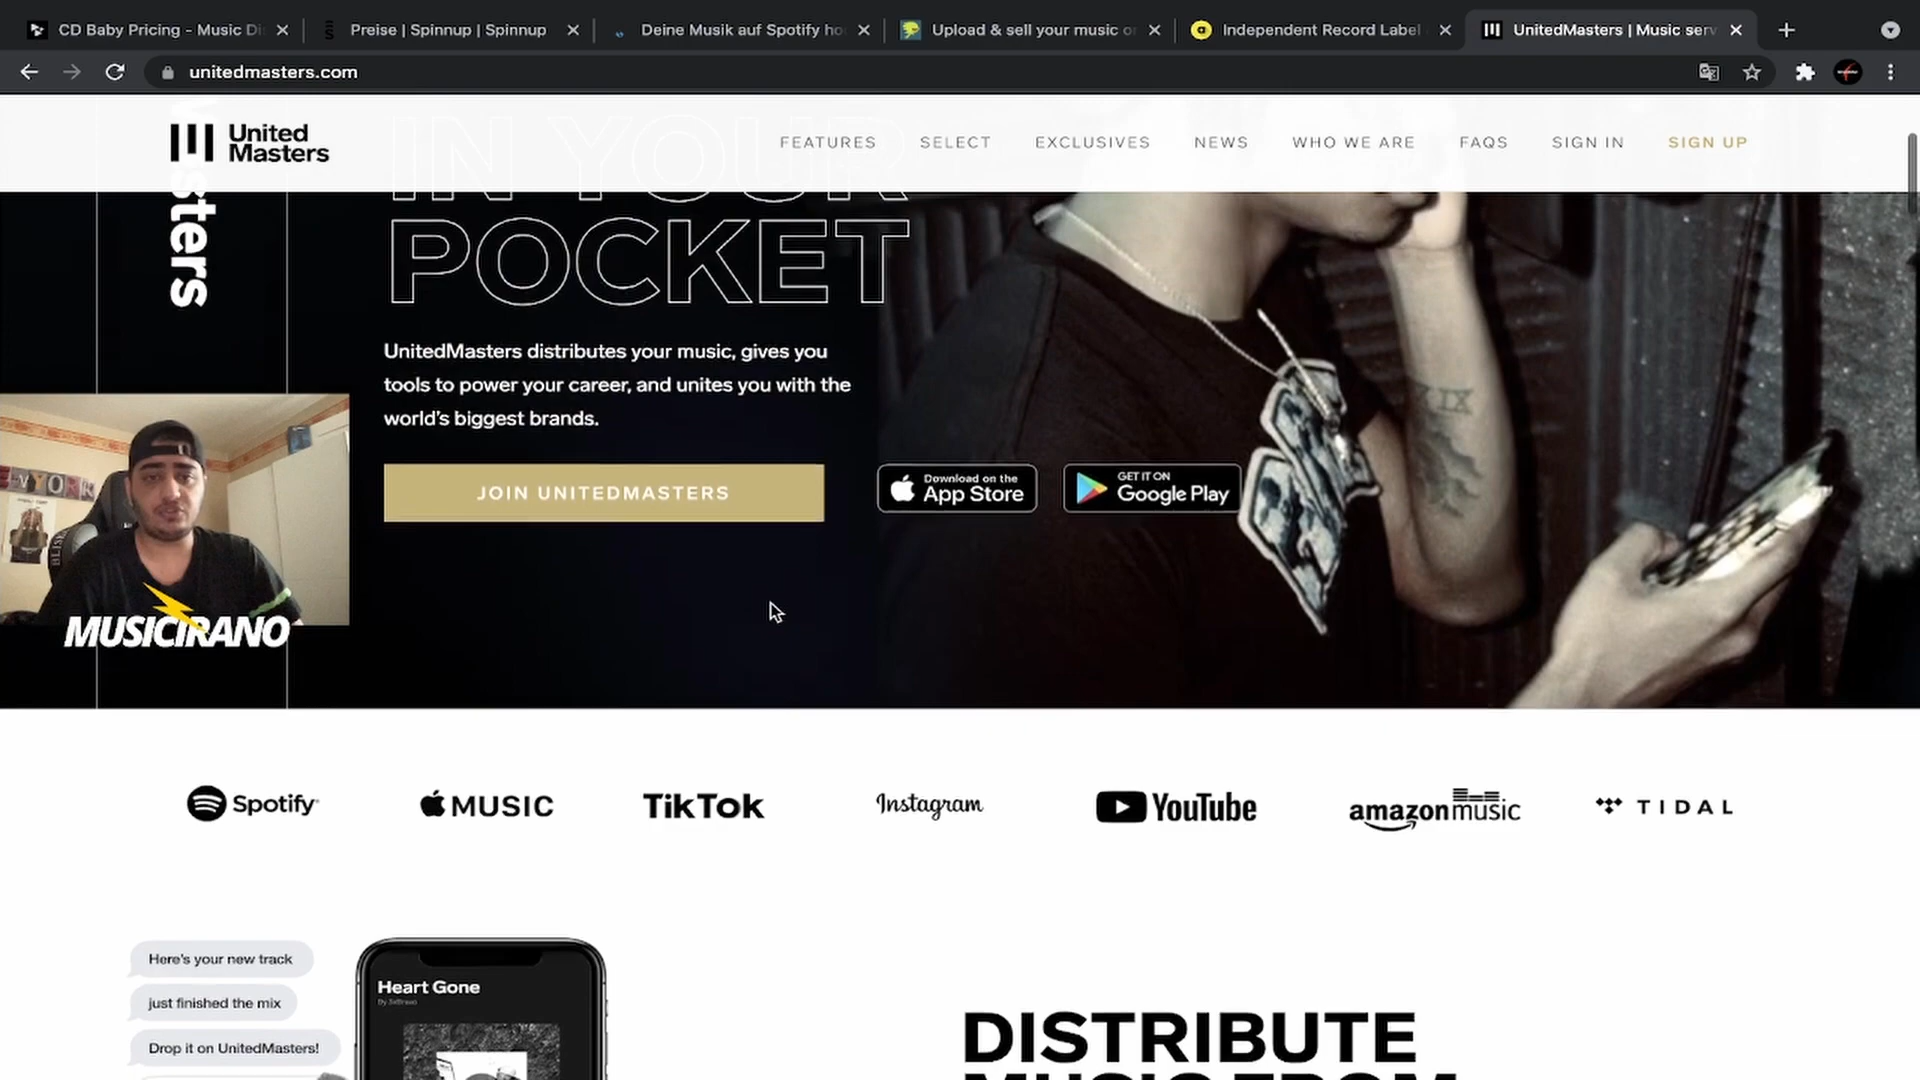 CD Baby Pricing - Music Di
Preise | Spinnup | Spinnup
Deine Musik auf Spotify ho
Upload & sell your music o
Independent Record Label
UnitedMasters | Music serv
unitedmasters.com
United
Masters
FEATURES
SELECT
EXCLUSIVES
NEWS
WHO WE ARE
FAQS
SIGN IN
SIGN UP
IN YOUR
POCKET
sters
UnitedMasters distributes your music, gives you
tools to power your career, and unites you with the
world's biggest brands.
JOIN UNITEDMASTERS
Download on the
App Store
GET IT ON
Google Play
MUSICIRANO
Spotify
MUSIC
TikTok
Instagram
YouTube
amazon music
TIDAL
Here's your new track
just finished the mix
Drop it on UnitedMasters!
Heart Gone
DISTRIBUTE
MUSIC FROM